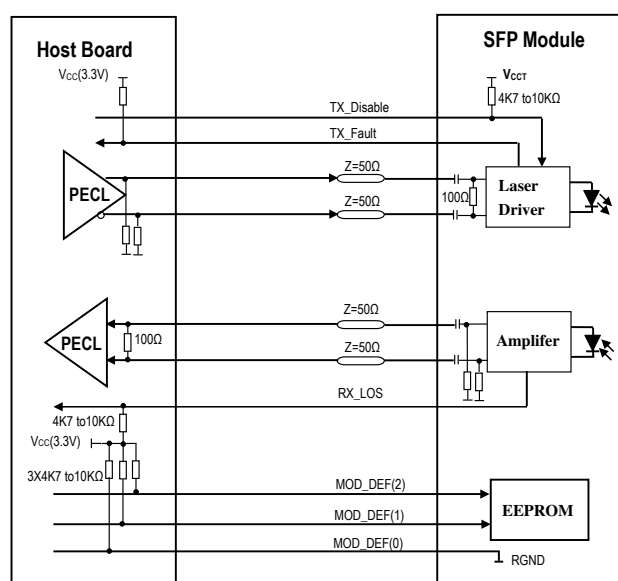 Host Board
SFP Module
VCC(3.3V)
VCCT
4K7 to10KΩ
TX_Disable
TX_Fault
Z=50Ω
PECL
100Ω
Laser
Driver
Z=50Ω
Z=50Ω
PECL
100Ω
Amplifer
Z=50Ω
RX_LOS
4K7 to10KΩ
VCC(3.3V)
3X4K7 to10KΩ
MOD_DEF(2)
MOD_DEF(1)
EEPROM
MOD_DEF(0)
RGND